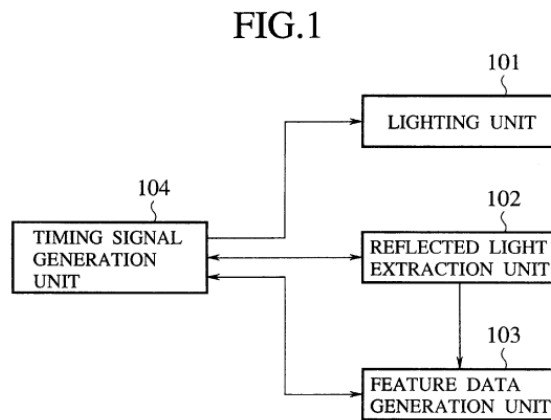 FIG.1
101
LIGHTING UNIT
104
TIMING SIGNAL
GENERATION
UNIT
102
REFLECTED LIGHT
EXTRACTION UNIT
103
FEATURE DATA
GENERATION UNIT